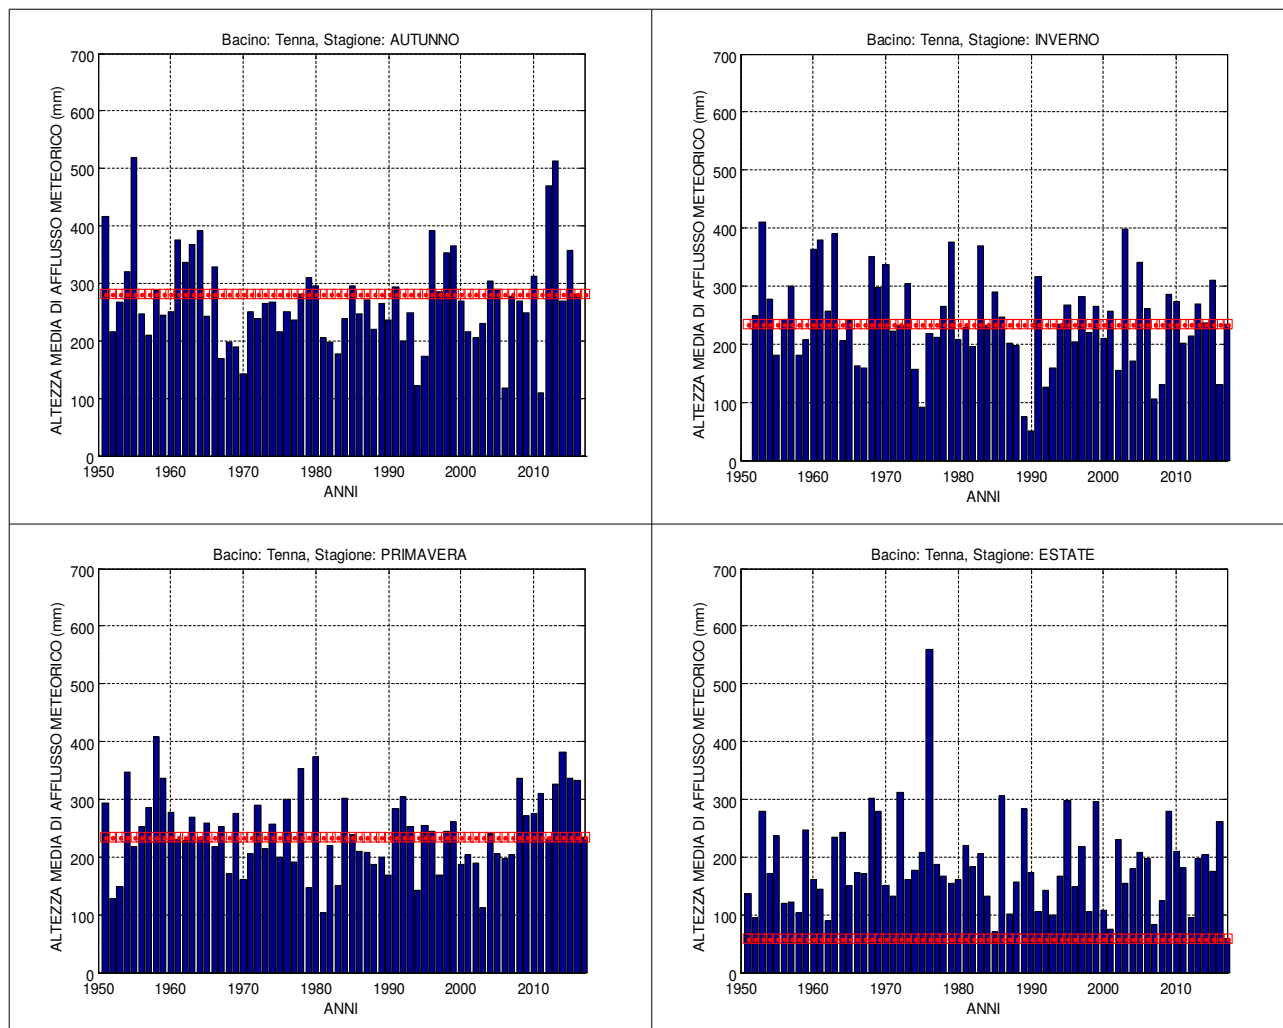 Bacino: Tenna, Stagione: AUTUNNO
ALTEZZA MEDIA DI AFFLUSSO METEORICO (mm)
700
600
500
400
300
200
100
0
1950 1960 1970 1980 1990 2000 2010
ANNI
Bacino: Tenna, Stagione: INVERNO
ALTEZZA MEDIA DI AFFLUSSO METEORICO (mm)
700
600
500
400
300
200
100
0
1950 1960 1970 1980 1990 2000 2010
ANNI
Bacino: Tenna, Stagione: PRIMAVERA
ALTEZZA MEDIA DI AFFLUSSO METEORICO (mm)
700
600
500
400
300
200
100
0
1950 1960 1970 1980 1990 2000 2010
ANNI
Bacino: Tenna, Stagione: ESTATE
ALTEZZA MEDIA DI AFFLUSSO METEORICO (mm)
700
600
500
400
300
200
100
0
1950 1960 1970 1980 1990 2000 2010
ANNI